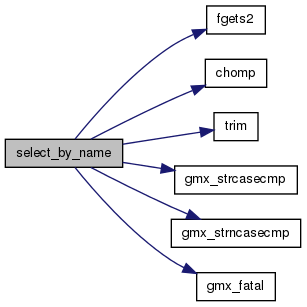 fgets2
chomp
trim
select_by_name
gmx_strcasecmp
gmx_strncasecmp
gmx_fatal